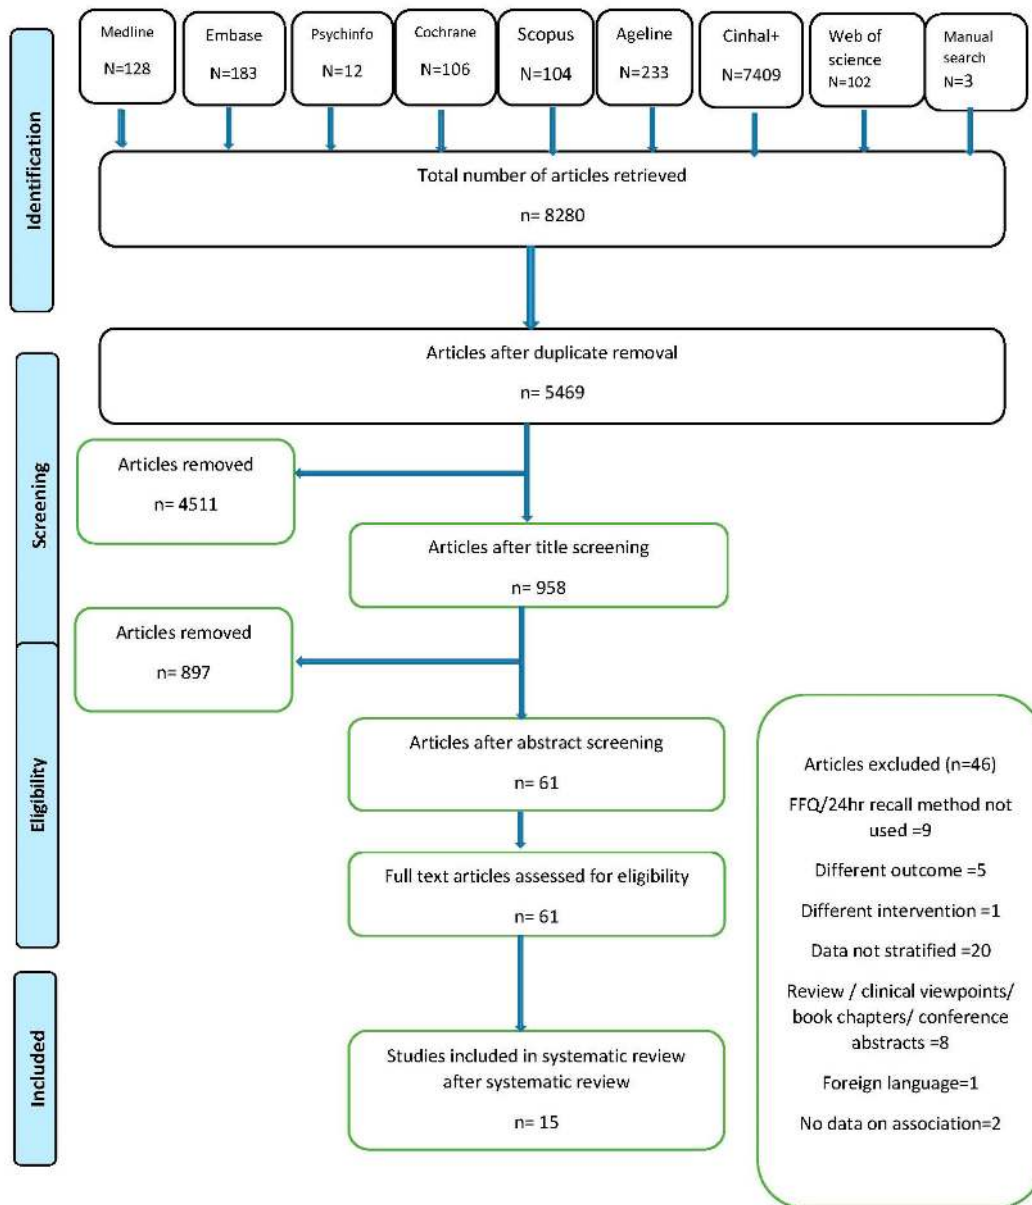 Identification
Medline
N=128
Embase
N=183
Psychinfo
N=12
Cochrane
N=106
Scopus
N=104
Ageline
N=233
Cinhal+
N=7409
Web of
science
N=102
Manual
search
N=3
Total number of articles retrieved
n= 8280
Screening
Articles after duplicate removal
n= 5469
Articles removed
n= 4511
Articles after title screening
n= 958
Eligibility
Articles removed
n= 897
Articles after abstract screening
n= 61
Full text articles assessed for eligibility
n= 61
Articles excluded (n=46)
FFQ/24hr recall method not
used =9
Different outcome =5
Different intervention =1
Data not stratified =20
Review / clinical viewpoints/
book chapters/ conference
abstracts =8
Foreign language=1
No data on association=2
Included
Studies included in systematic review
after systematic review
n= 15